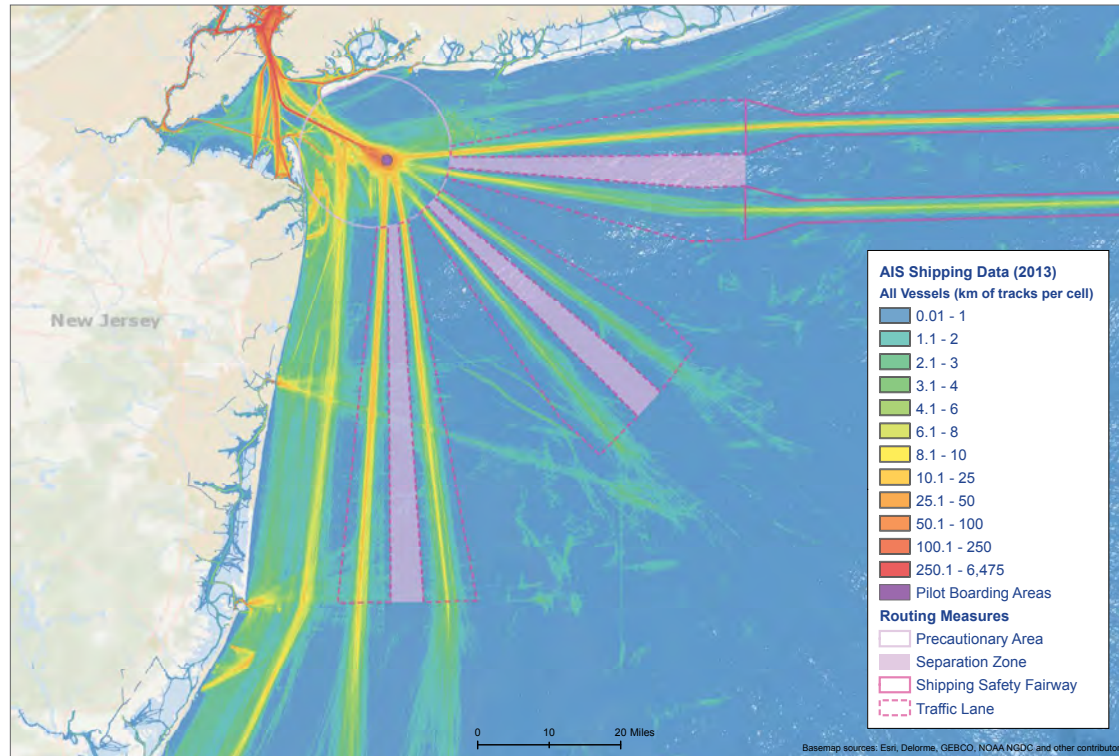 New Jersey
AIS Shipping Data (2013)
All Vessels (km of tracks per cell)
0.01 - 1
1.1 - 2
2.1 - 3
3.1 - 4
4.1 - 6
6.1 - 8
8.1 - 10
10.1 - 25
25.1 - 50
50.1 - 100
100.1 - 250
250.1 - 6,475
Pilot Boarding Areas
Routing Measures
Precautionary Area
Separation Zone
Shipping Safety Fairway
Traffic Lane
0 10 20 Miles
Basemap sources: Esri, Delorme, GEBCO, NOAA NGDC and other contributor